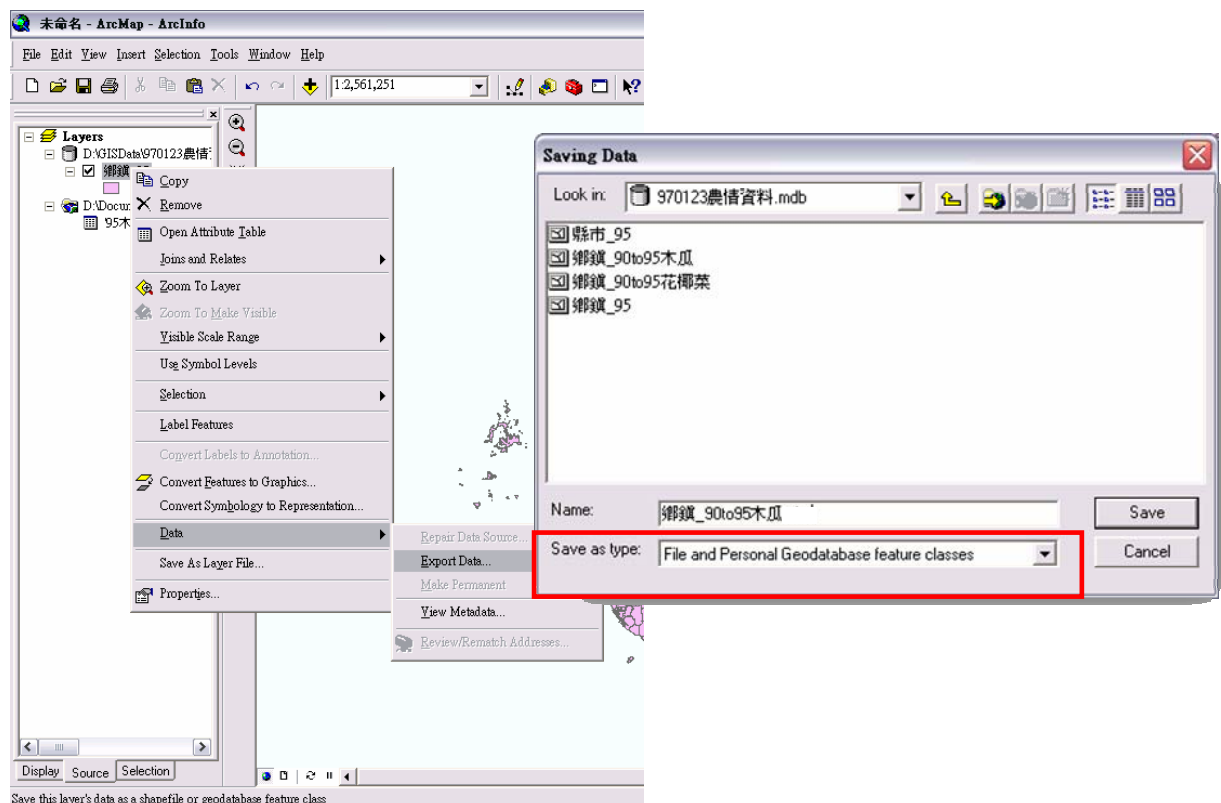 未命名 - ArcMap - ArcInfo
File Edit View Insert Selection Tools Window Help
1:2,561,251
Layers
D:\GISData\970123農情
鄉鎮
D:\Docur
95木
Copy
Remove
Open Attribute Table
Joins and Relates
Zoom To Layer
Zoom To Make Visible
Visible Scale Range
Use Symbol Levels
Selection
Label Features
Convert Labels to Annotation...
Convert Features to Graphics...
Convert Symbology to Representation...
Data
Save As Layer File...
Properties...
Repair Data Source...
Export Data...
Make Permanent
View Metadata...
Review/Rematch Addresses...
Display Source Selection
Save this layer's data as a shapefile or geodatabase feature class
Saving Data
Look in: 970123農情資料.mdb
縣市_95
鄉鎮_90to95木瓜
鄉鎮_90to95花椰菜
鄉鎮_95
Name: 鄉鎮_90to95木瓜
Save
Save as type: File and Personal Geodatabase feature classes
Cancel